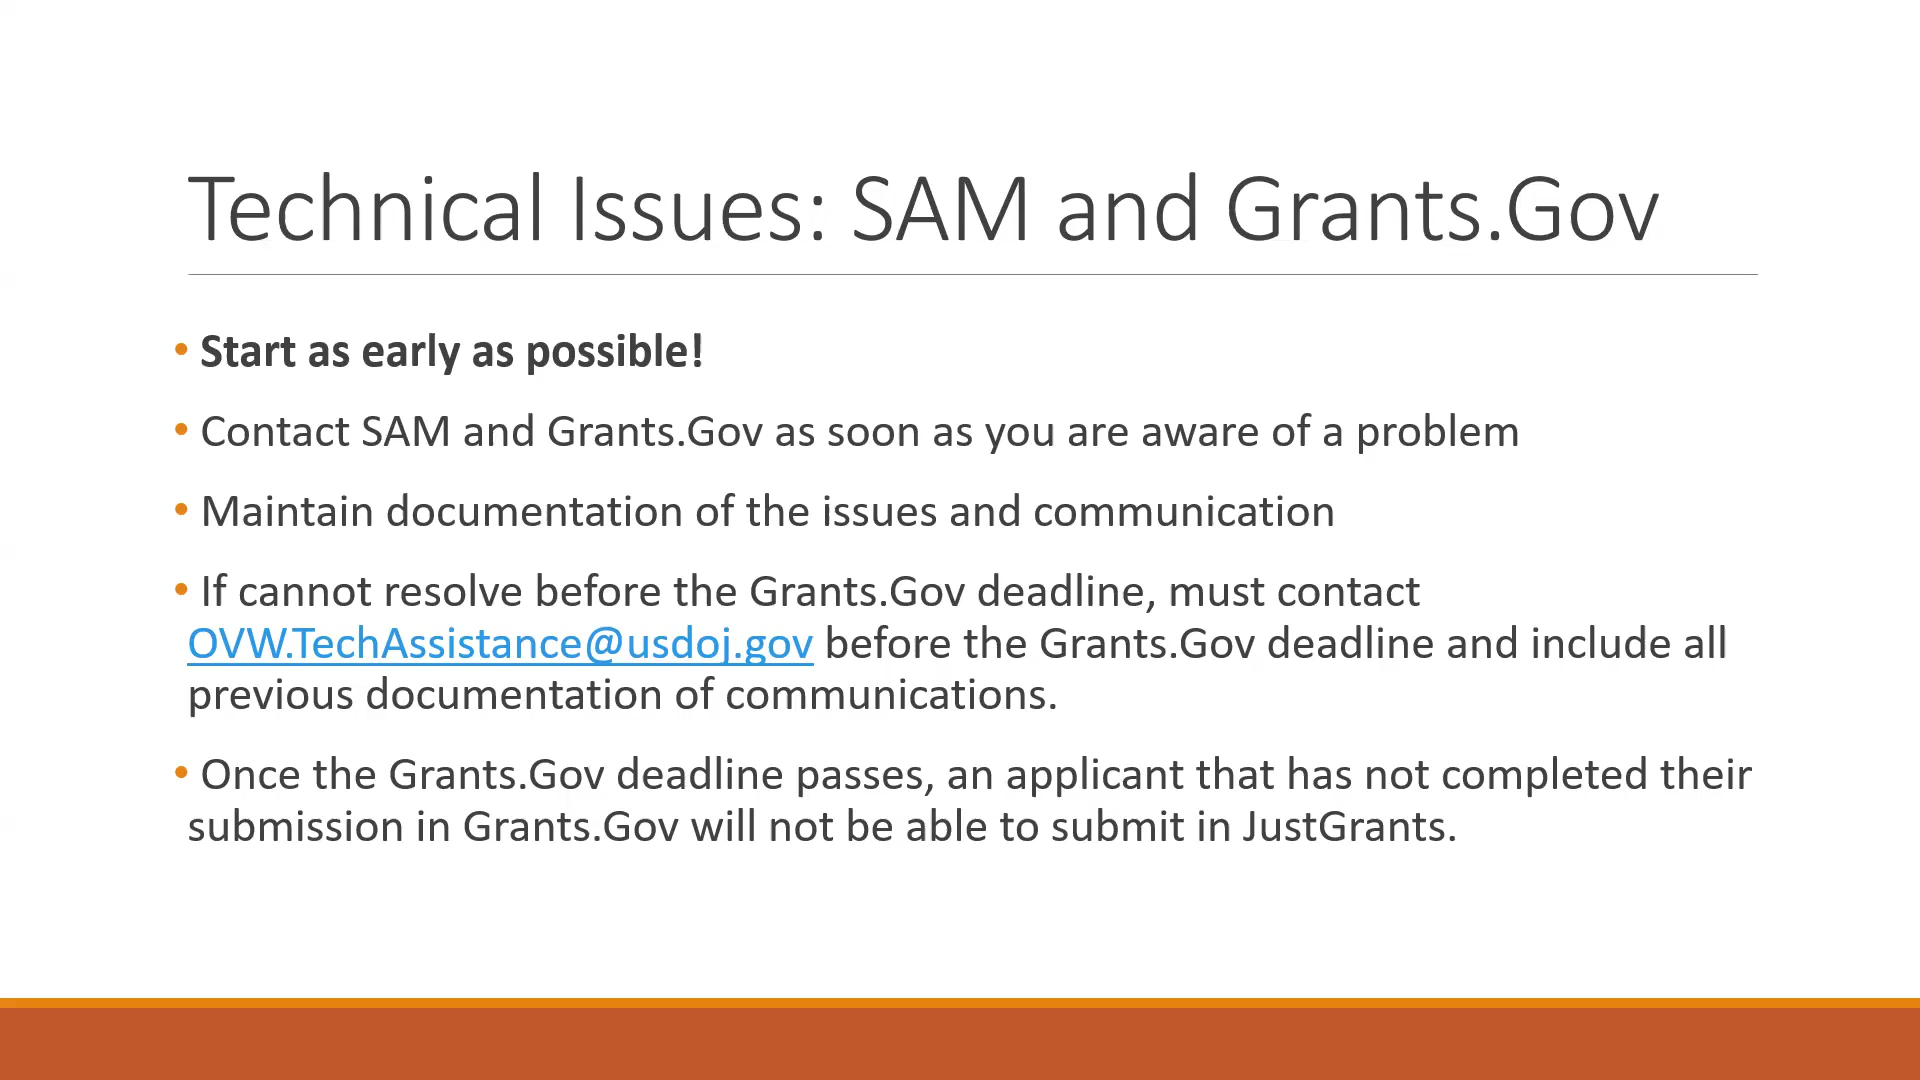 Technical Issues: SAM and Grants.Gov
• Start as early as possible!
• Contact SAM and Grants.Gov as soon as you are aware of a problem
• Maintain documentation of the issues and communication
• If cannot resolve before the Grants.Gov deadline, must contact
OVW.TechAssistance@usdoj.gov before the Grants.Gov deadline and include all
previous documentation of communications.
• Once the Grants.Gov deadline passes, an applicant that has not completed their
submission in Grants.Gov will not be able to submit in JustGrants.